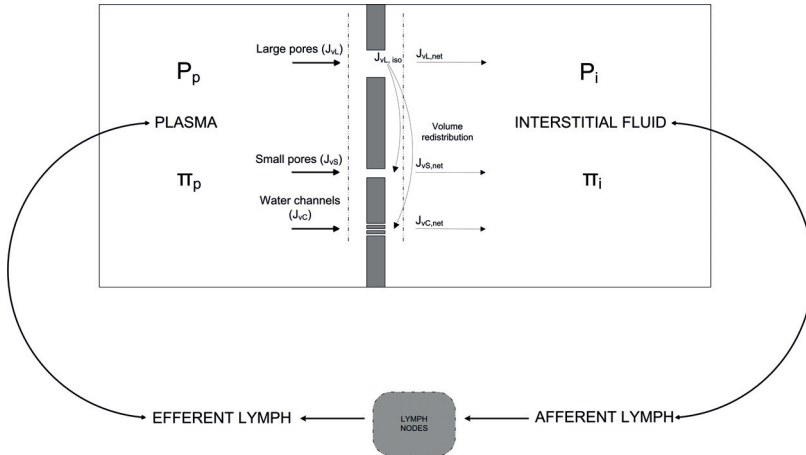 Large pores (JvL)
JvL, iso
JvL,net
Pp
Pi
Volume
redistribution
PLASMA
INTERSTITIAL FLUID
Small pores (JvS)
JvS,net
πp
πi
Water channels
(JvC)
JvC,net
EFFERENT LYMPH
LYMPH
NODES
AFFERENT LYMPH